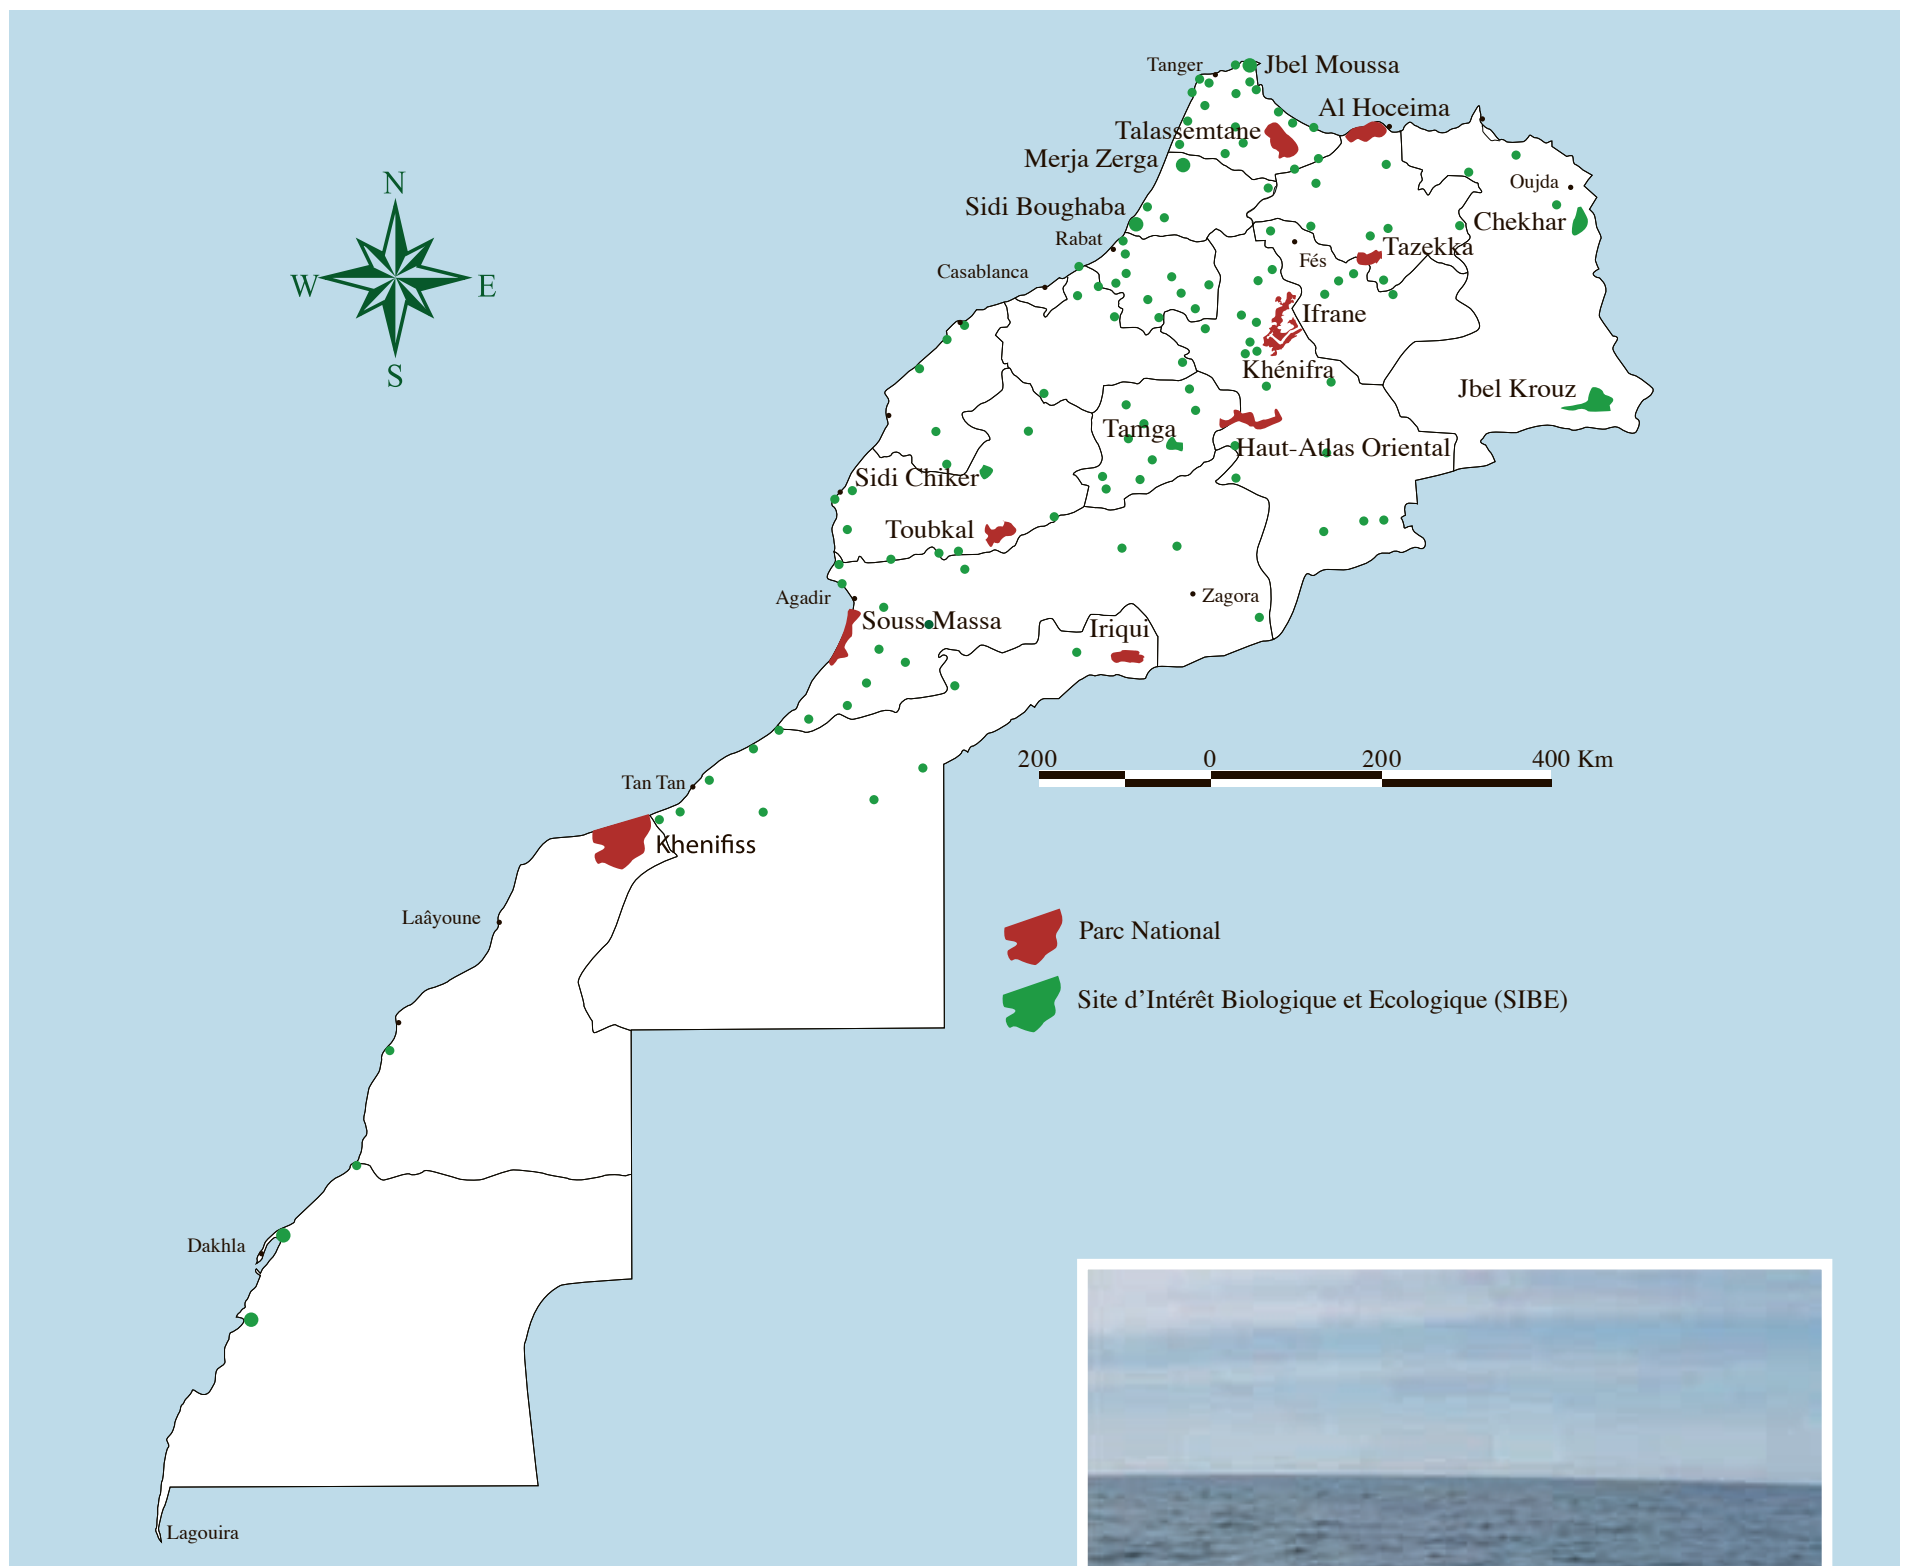 Tanger
Jbel Moussa
Al Hoceima
Talassemtane
Merja Zerga
N
Oujda
Sidi Boughaba
Chekhar
Rabat
Tazekka
Fés
Casablanca
W
E
Ifrane
Khénifra
S
Jbel Krouz
Tamga
Haut-Atlas Oriental
Sidi Chiker
Toubkal
Agadir
Zagora
Souss Massa
Iriqui
200 0 200 400 Km
Tan Tan
Khenifiss
Laâyoune
Parc National
Site d’Intérêt Biologique et Ecologique (SIBE)
Dakhla
Lagouira